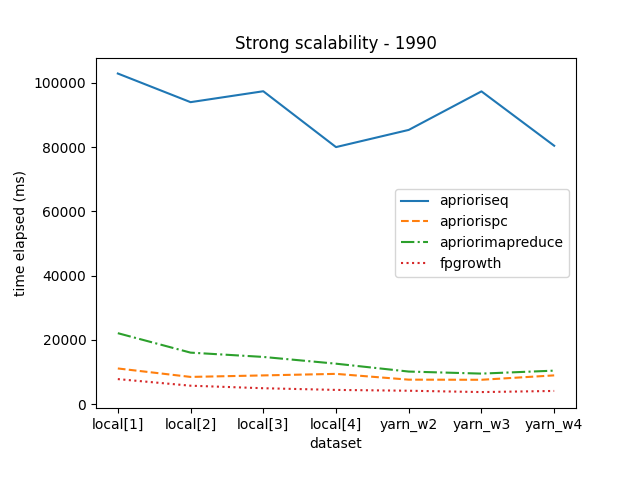 Strong scalability - 1990
time elapsed (ms)
100000
80000
60000
40000
20000
0
aprioriseq
apriorispc
apriorimapreduce
fpgrowth
local[1] local[2] local[3] local[4] yarn_w2 yarn_w3 yarn_w4
dataset